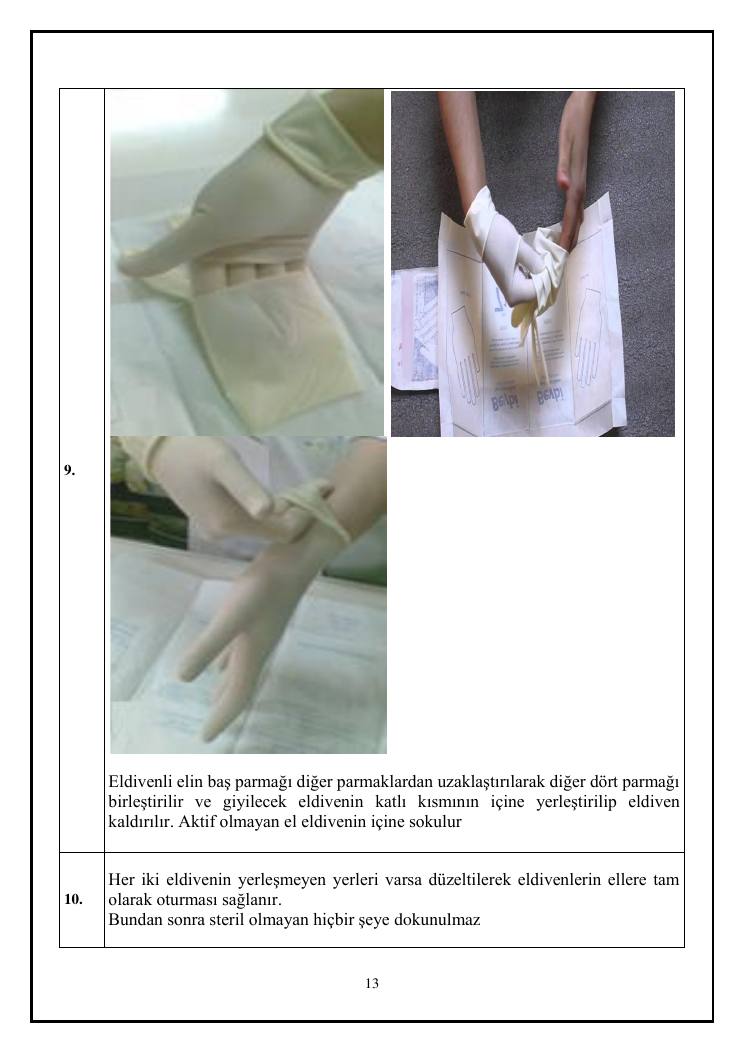 9.
Beybi Beybi
Eldivenli elin baş parmağı diğer parmaklardan uzaklaştırılarak diğer dört parmağı
birleştirilir ve giyilecek eldivenin katlı kısmının içine yerleştirilip eldiven
kaldırılır. Aktif olmayan el eldivenin içine sokulur
10.
Her iki eldivenin yerleşmeyen yerleri varsa düzeltilerek eldivenlerin ellere tam
olarak oturması sağlanır.
Bundan sonra steril olmayan hiçbir şeye dokunulmaz
13